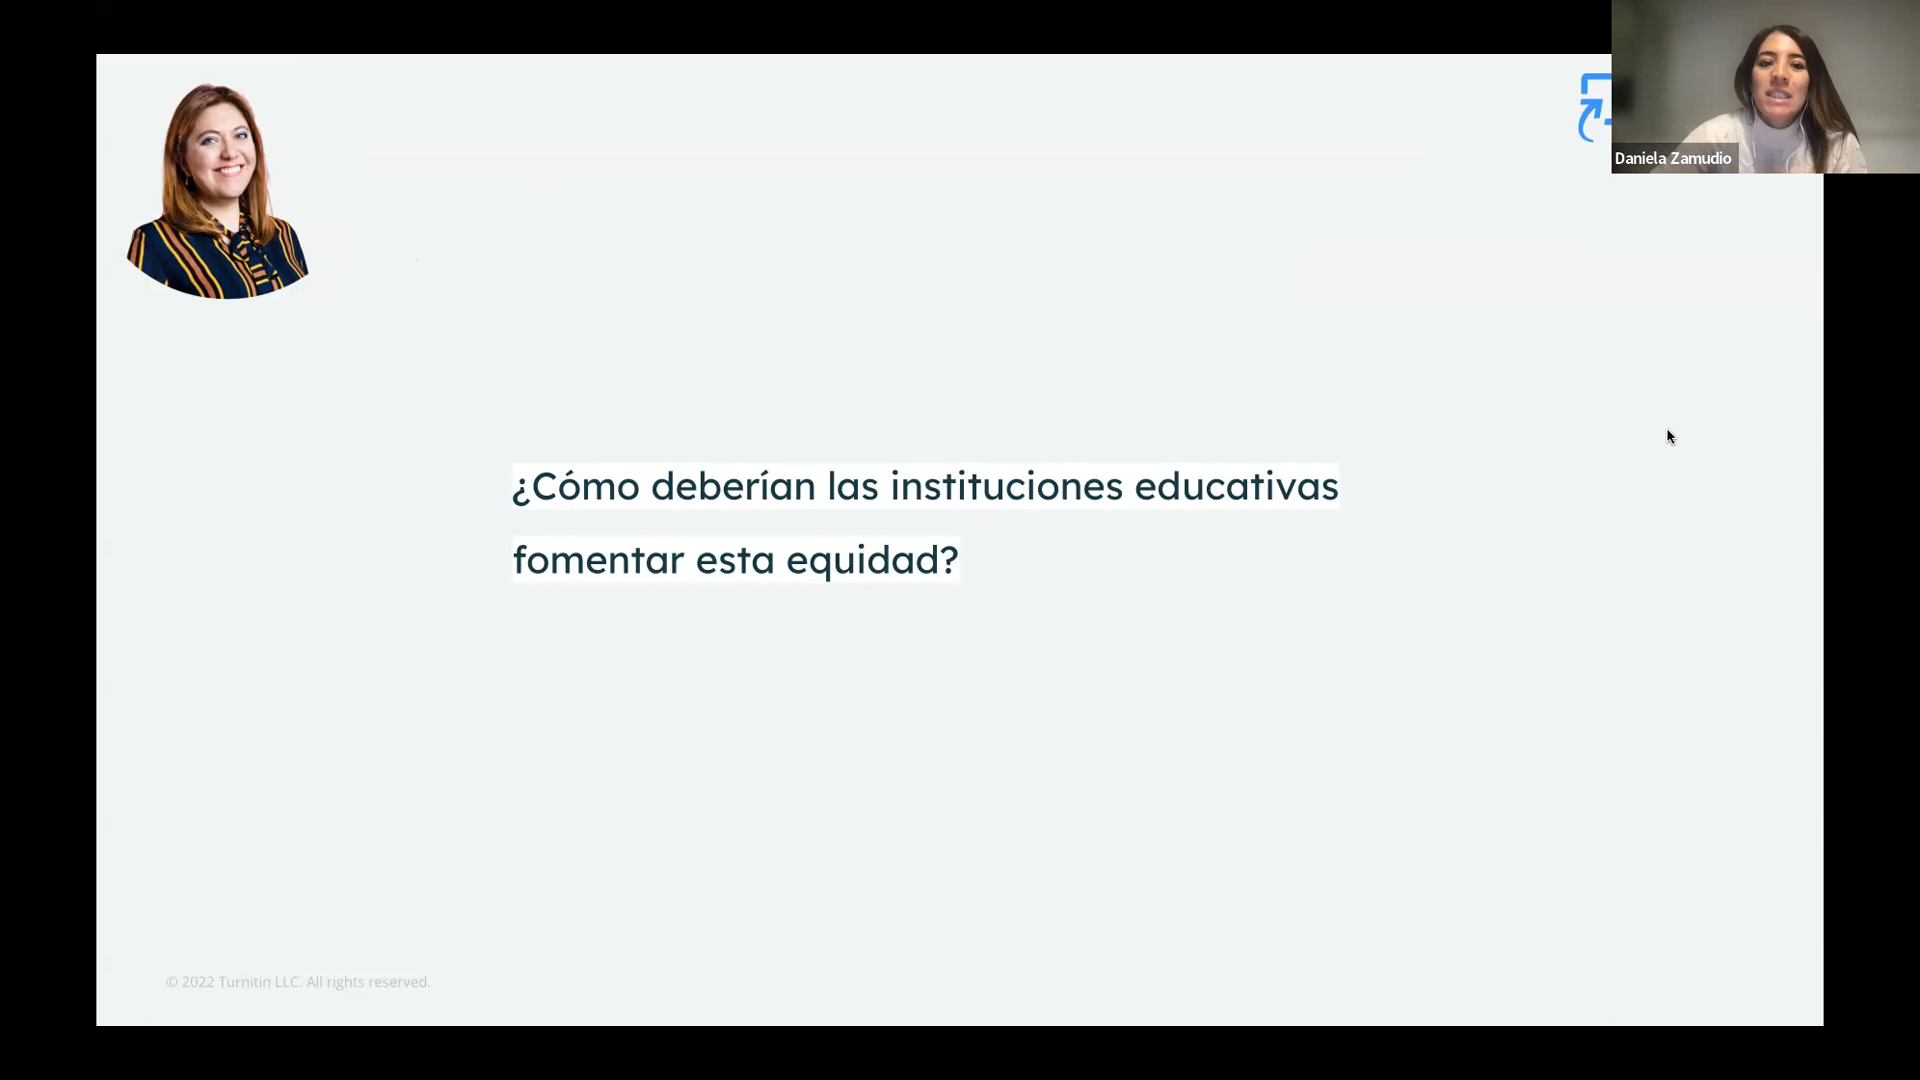 Daniela Zamudio
¿Cómo deberían las instituciones educativas
fomentar esta equidad?
© 2022 Turnitin LLC. All rights reserved.